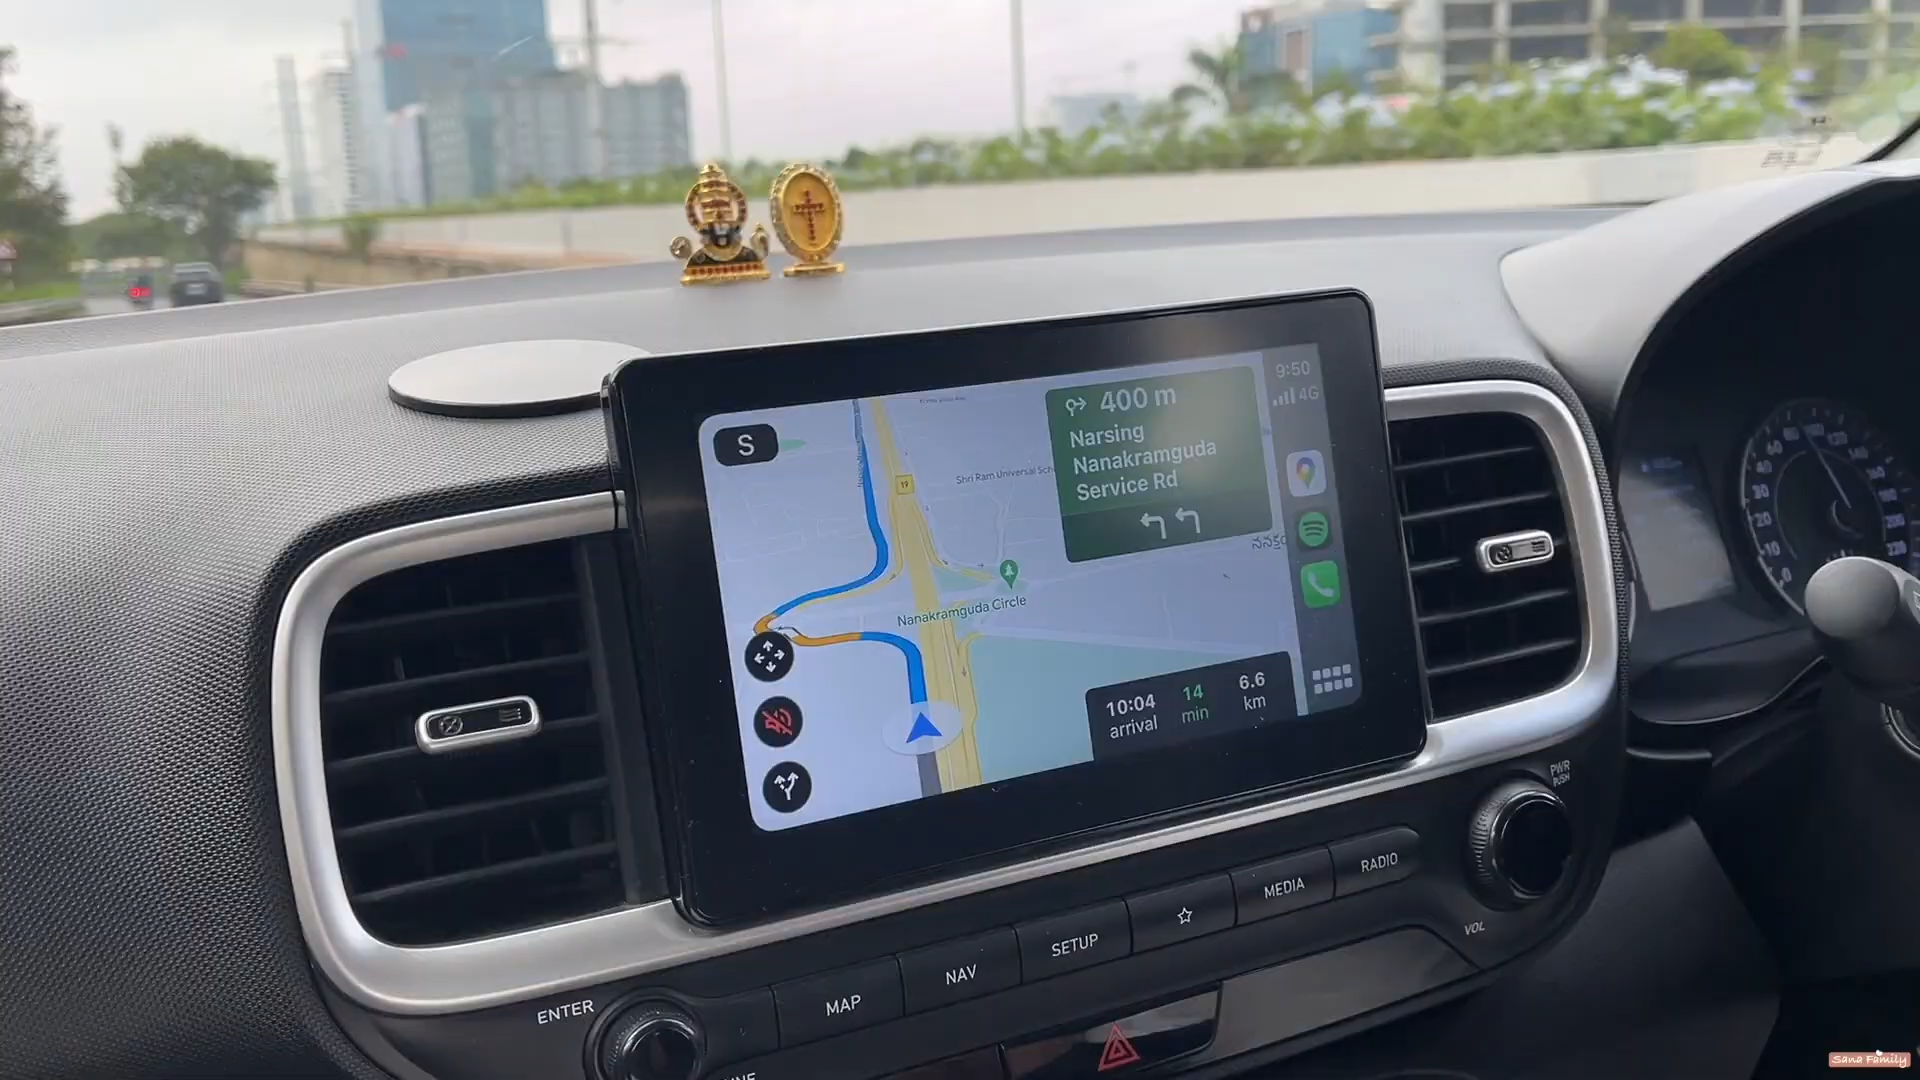 S
19
Shri Ram Universal Sch
Nanakramguda Circle
400 m
Narsing
Nanakramguda
Service Rd
9:50
4G
10:04
arrival
14
min
6.6
km
PWR
PUSH
VOL
RADIO
MEDIA
SETUP
NAV
MAP
ENTER
Sana Family